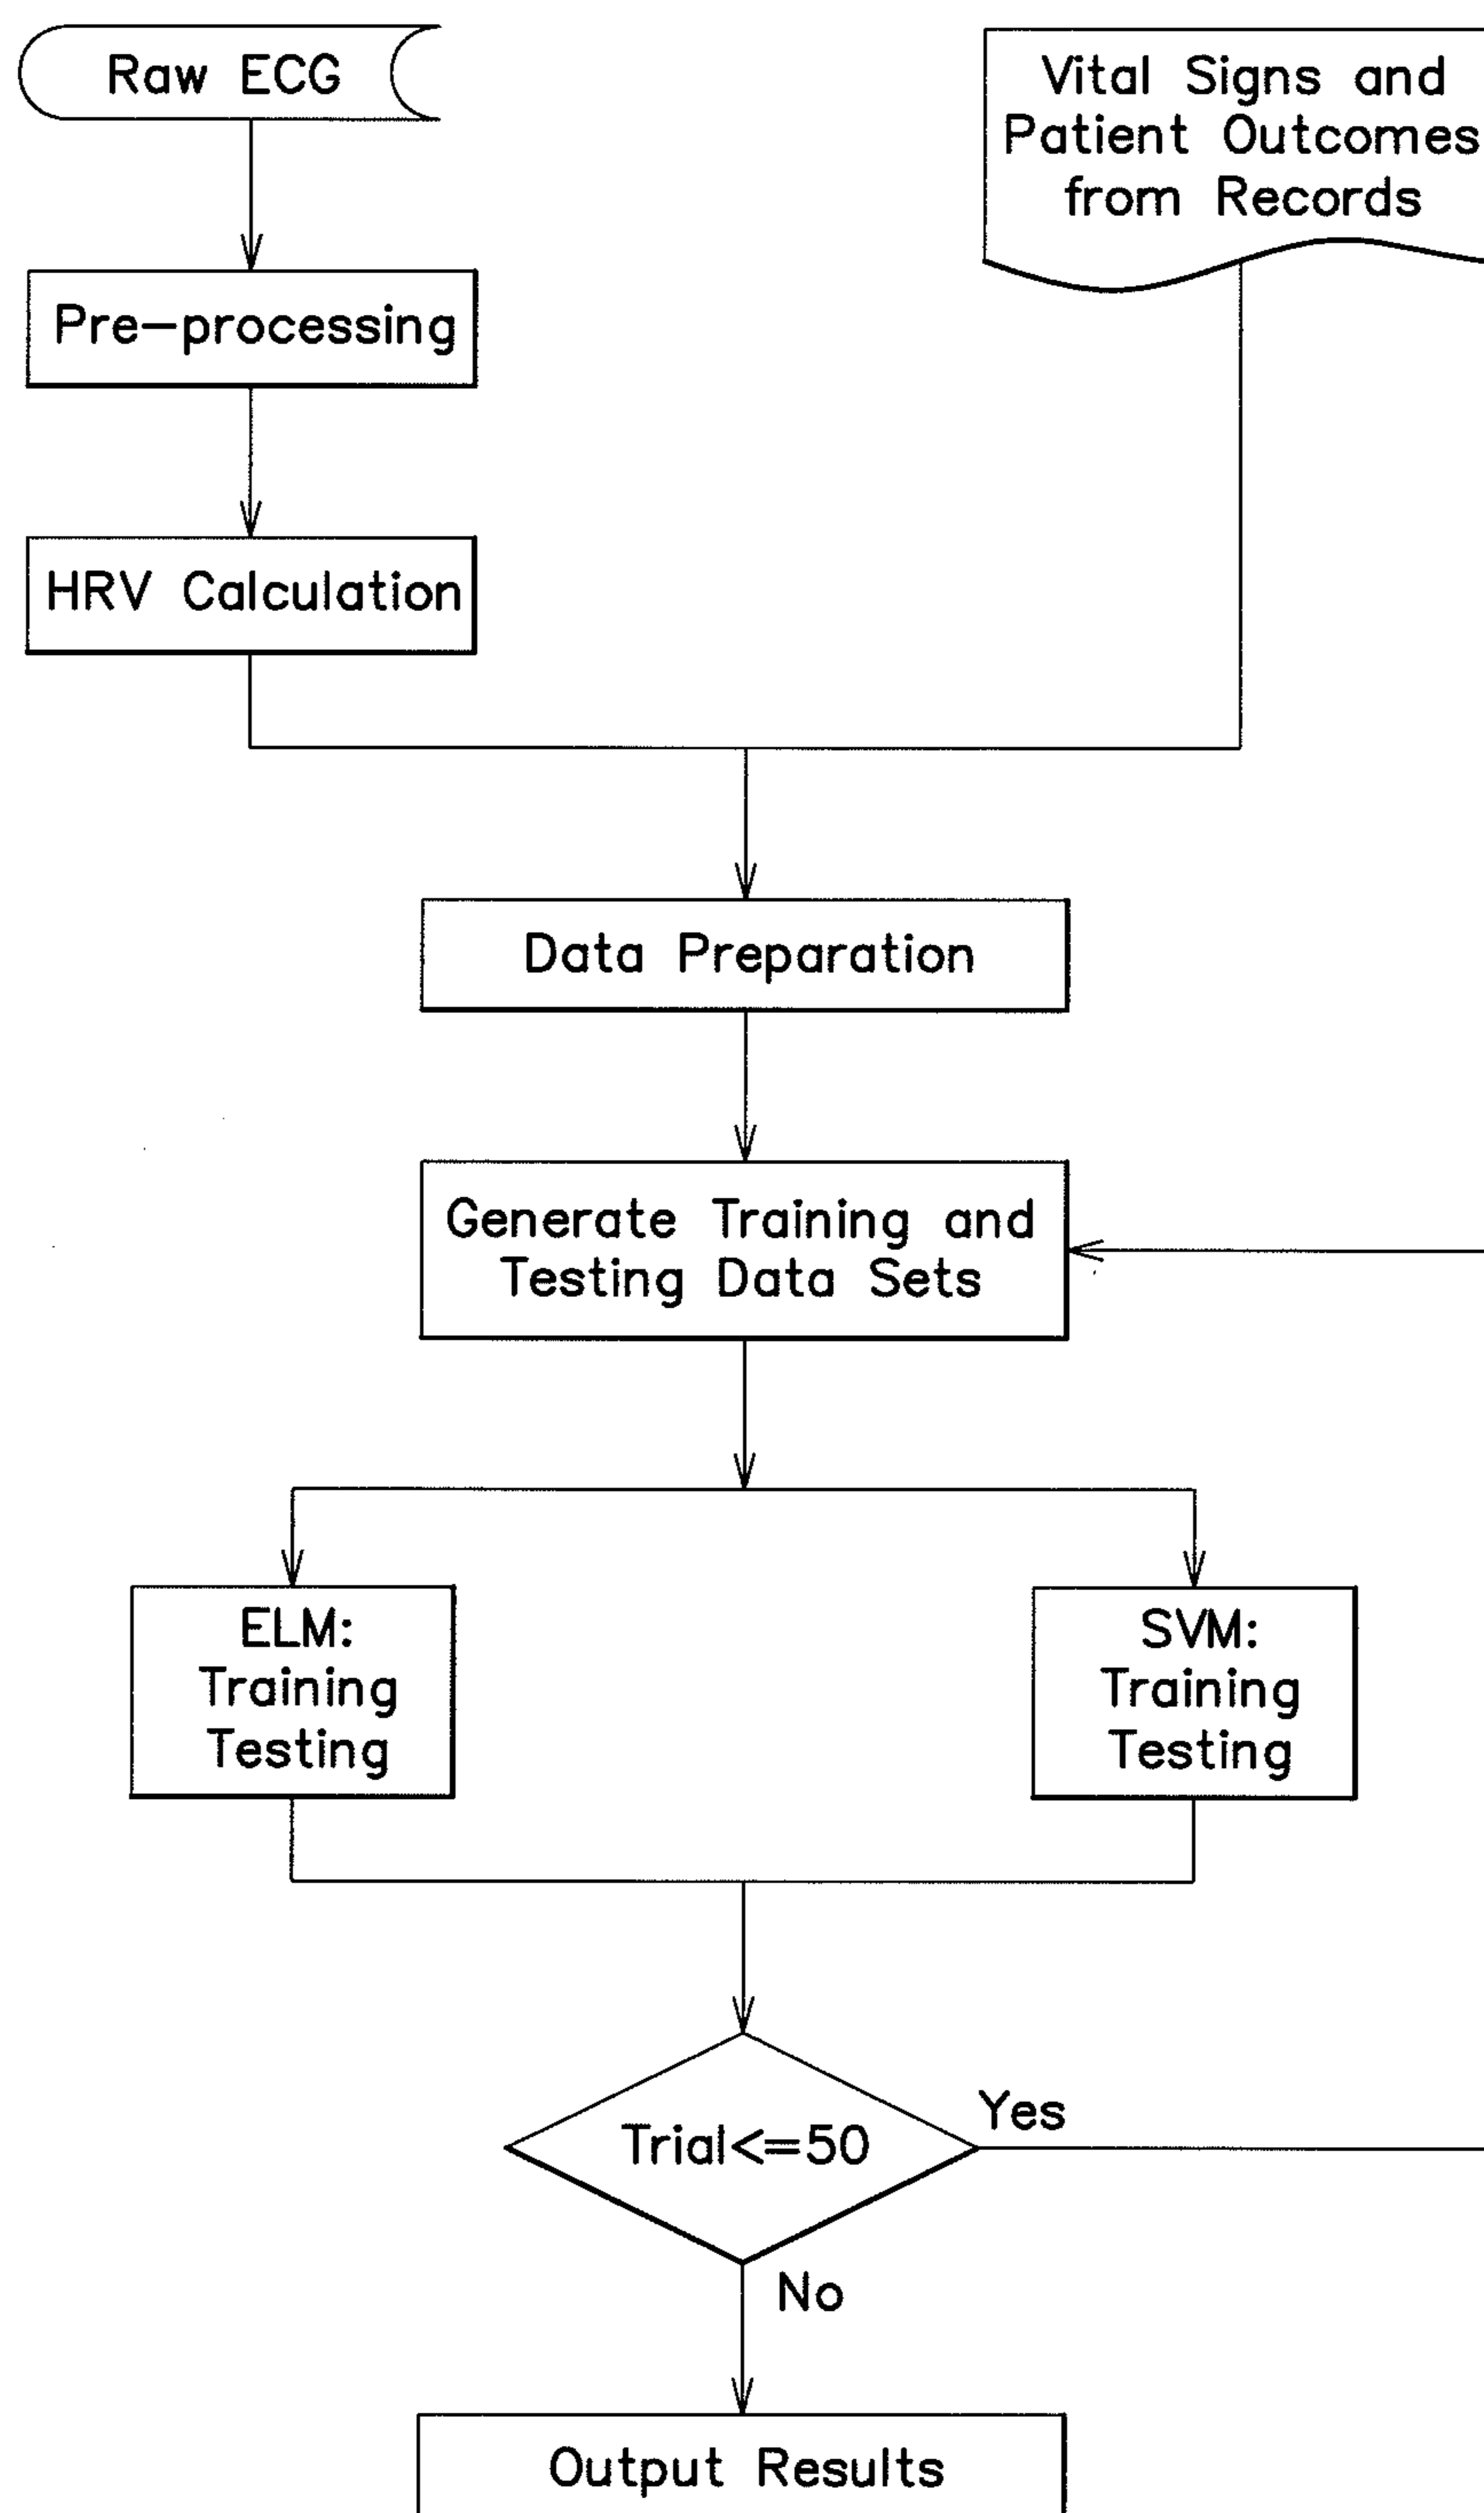 Raw ECG
Vital Signs and
Patient Outcomes
from Records
Pre-processing
HRV Calculation
Data Preparation
Generate Training and
Testing Data Sets
ELM:
Training
Testing
SVM:
Training
Testing
Trial<=50
Yes
No
Output Results